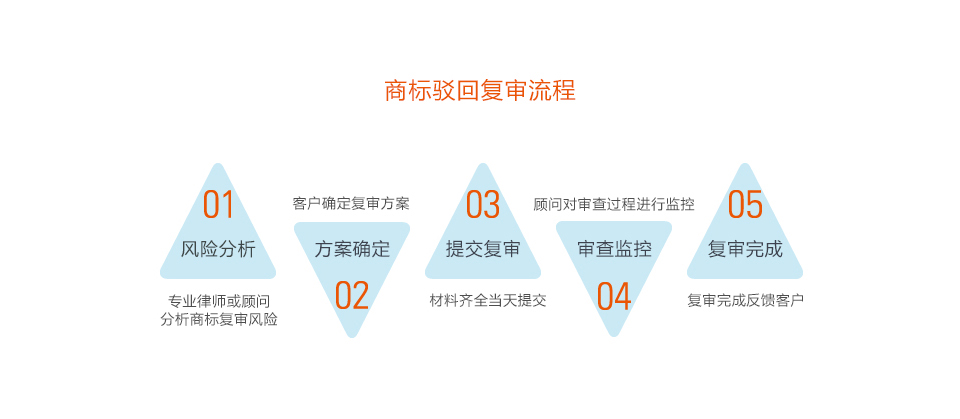 商标驳回复审流程
01
风险分析
专业律师或顾问
分析商标复审风险
客户确定复审方案
方案确定
02
03
提交复审
材料齐全当天提交
顾问对审查过程进行监控
审查监控
04
05
复审完成
复审完成反馈客户